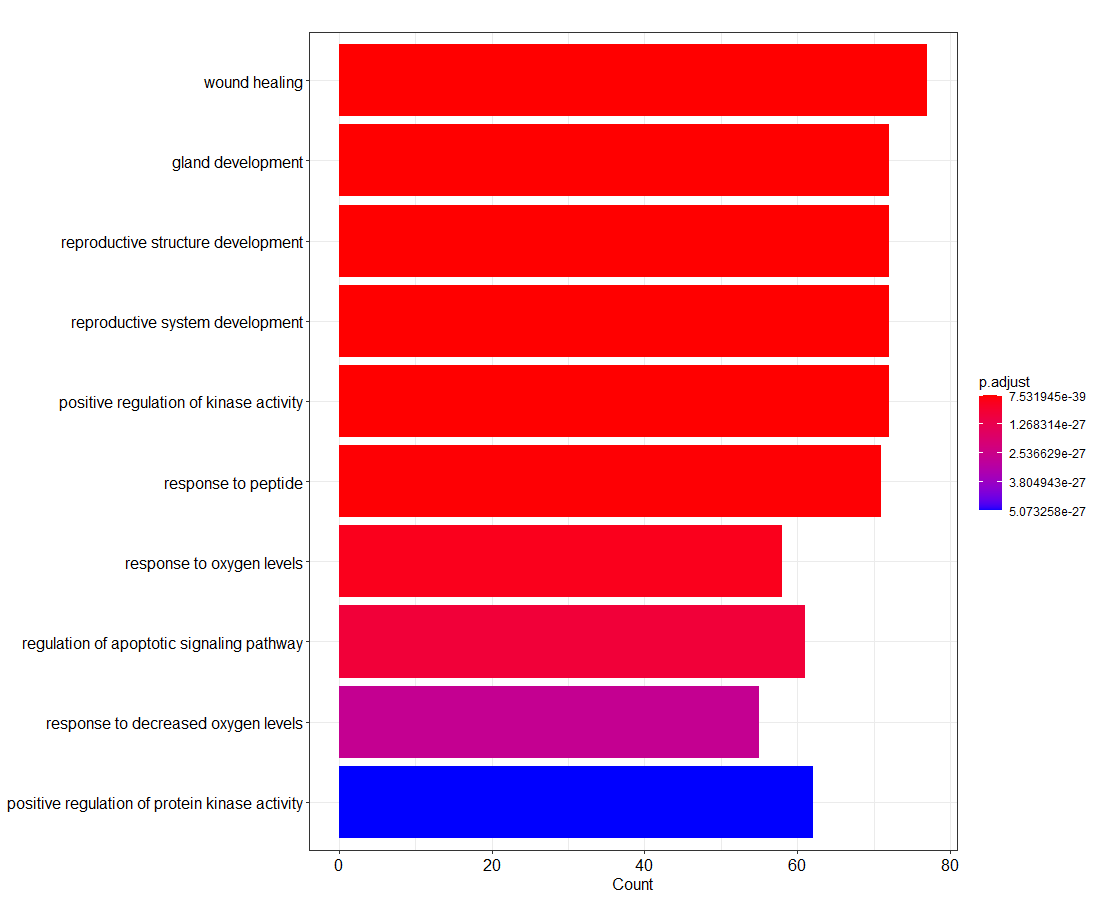 wound healing
gland development
reproductive structure development
reproductive system development
positive regulation of kinase activity
response to peptide
response to oxygen levels
regulation of apoptotic signaling pathway
response to decreased oxygen levels
positive regulation of protein kinase activity
0 20 40 60 80
Count
p.adjust
7.531945e-39
1.268314e-27
2.536629e-27
3.804943e-27
5.073258e-27